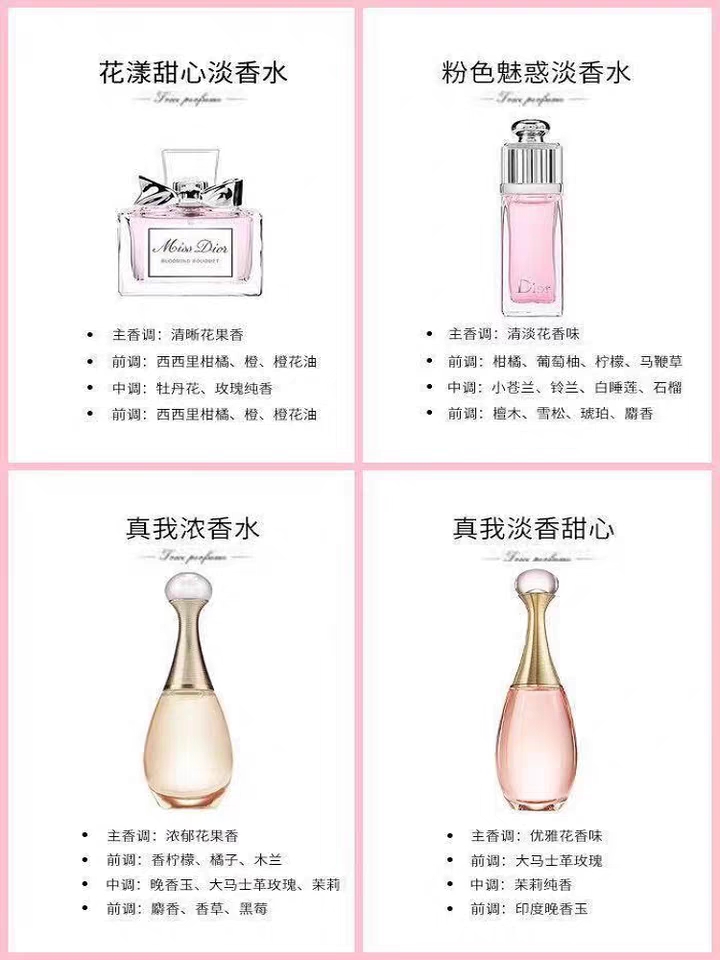 花漾甜心淡香水
True perfume
Miss Dior
BLOOMING BOUQUET
主香调：清晰花果香
前调：西西里柑橘、橙、橙花油
中调：牡丹花、玫瑰纯香
前调：西西里柑橘、橙、橙花油
粉色魅惑淡香水
True perfume
Dior
主香调：清淡花香味
前调：柑橘、葡萄柚、柠檬、马鞭草
中调：小苍兰、铃兰、白睡莲、石榴
前调：檀木、雪松、琥珀、麝香
真我浓香水
True perfume
主香调：浓郁花果香
前调：香柠檬、橘子、木兰
中调：晚香玉、大马士革玫瑰、茉莉
前调：麝香、香草、黑莓
真我淡香甜心
True perfume
主香调：优雅花香味
前调：大马士革玫瑰
中调：茉莉纯香
前调：印度晚香玉